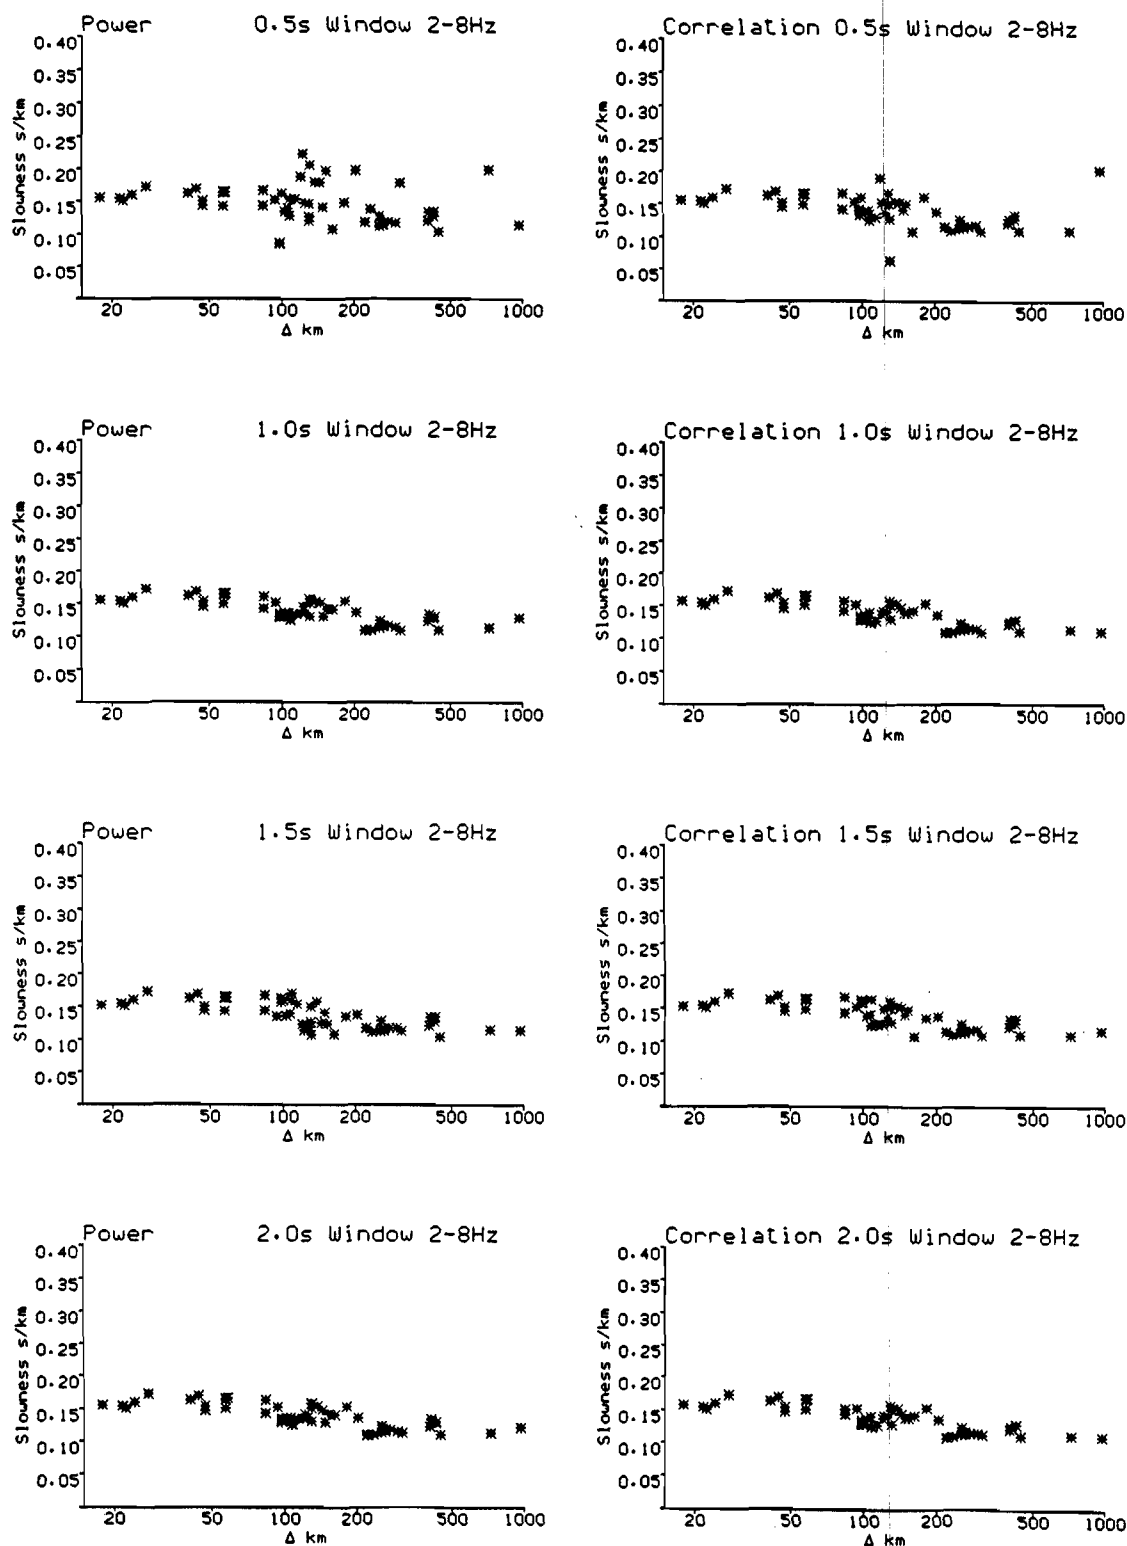 Power 0.5s Window 2-8Hz
0.40
0.35
0.30
0.25
0.20
0.15
0.10
0.05
Slowness s/km
20 50 100 200 500 1000
Δ km
Correlation 0.5s Window 2-8Hz
0.40
0.35
0.30
0.25
0.20
0.15
0.10
0.05
Slowness s/km
20 50 100 200 500 1000
Δ km
Power 1.0s Window 2-8Hz
0.40
0.35
0.30
0.25
0.20
0.15
0.10
0.05
Slowness s/km
20 50 100 200 500 1000
Δ km
Correlation 1.0s Window 2-8Hz
0.40
0.35
0.30
0.25
0.20
0.15
0.10
0.05
Slowness s/km
20 50 100 200 500 1000
Δ km
Power 1.5s Window 2-8Hz
0.40
0.35
0.30
0.25
0.20
0.15
0.10
0.05
Slowness s/km
20 50 100 200 500 1000
Δ km
Correlation 1.5s Window 2-8Hz
0.40
0.35
0.30
0.25
0.20
0.15
0.10
0.05
Slowness s/km
20 50 100 200 500 1000
Δ km
Power 2.0s Window 2-8Hz
0.40
0.35
0.30
0.25
0.20
0.15
0.10
0.05
Slowness s/km
20 50 100 200 500 1000
Δ km
Correlation 2.0s Window 2-8Hz
0.40
0.35
0.30
0.25
0.20
0.15
0.10
0.05
Slowness s/km
20 50 100 200 500 1000
Δ km